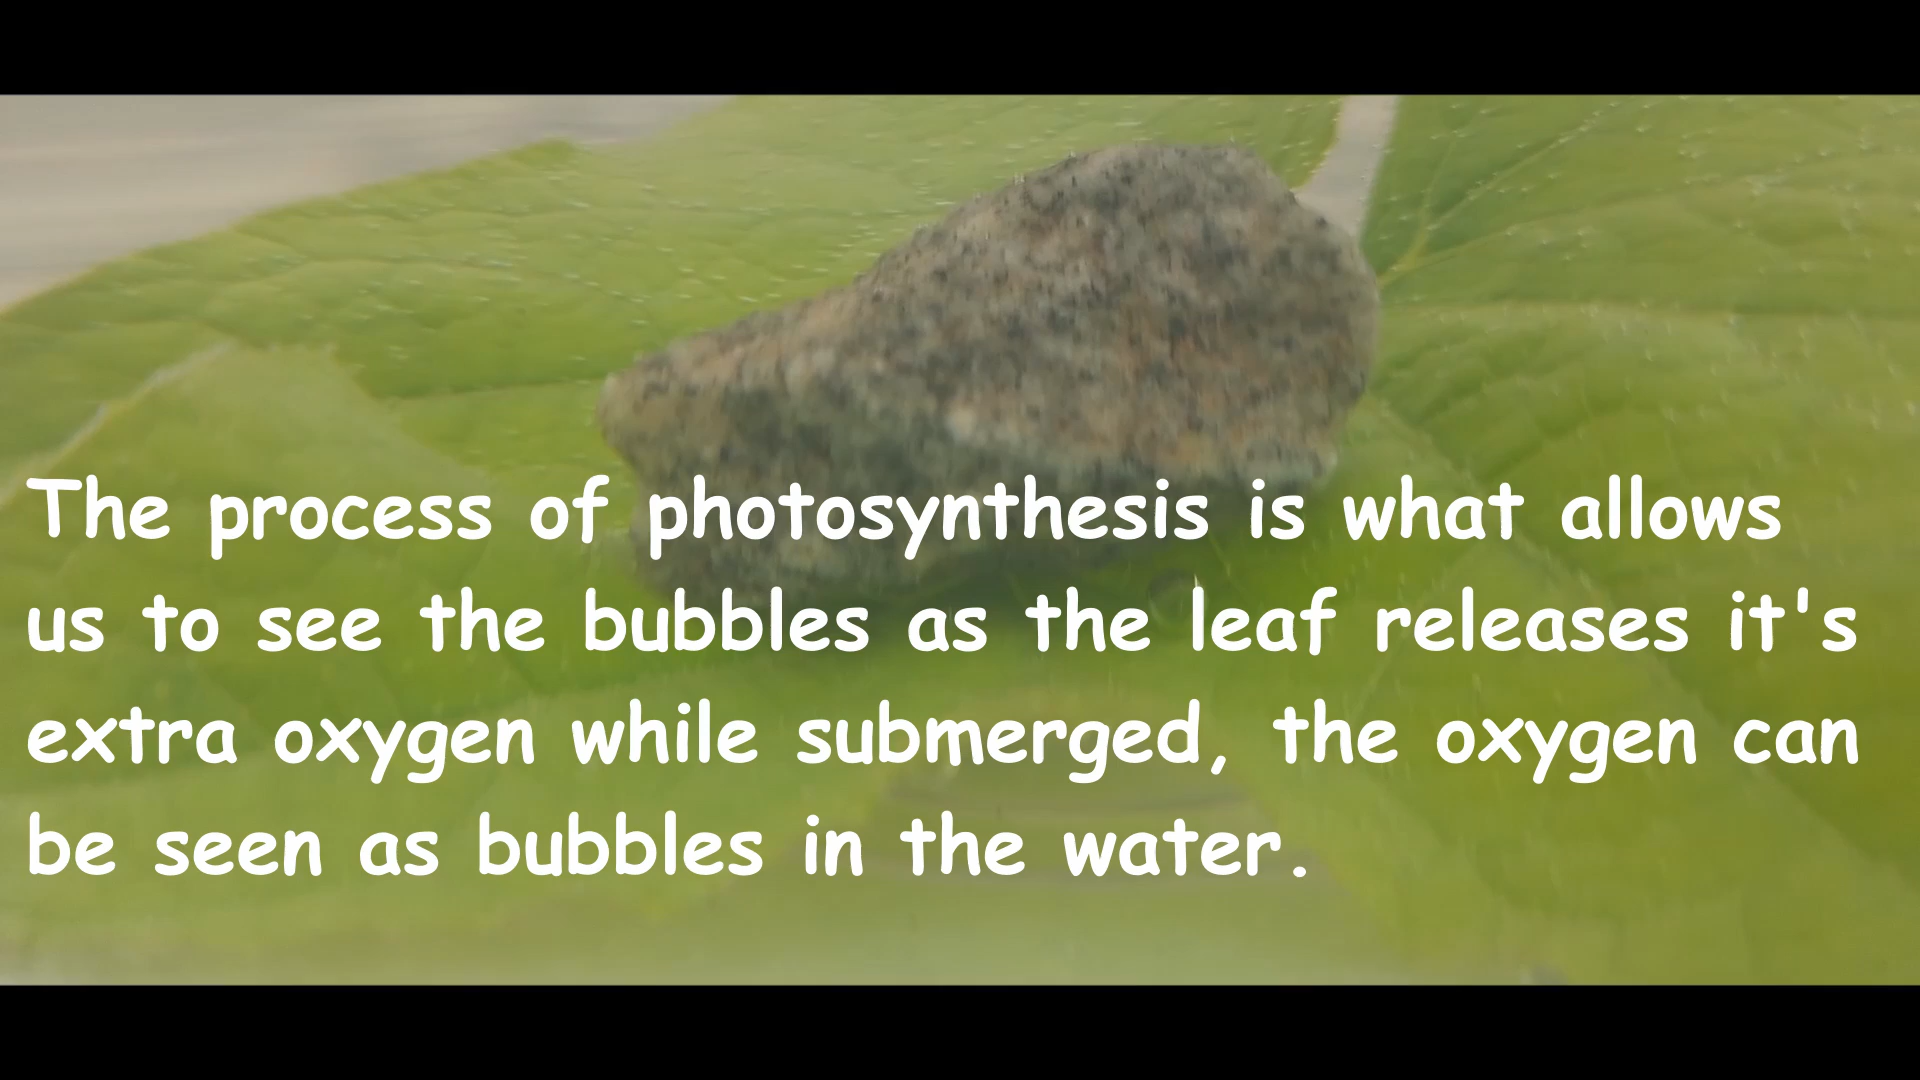 The process of photosynthesis is what allows
us to see the bubbles as the leaf releases it's
extra oxygen while submerged, the oxygen can
be seen as bubbles in the water.